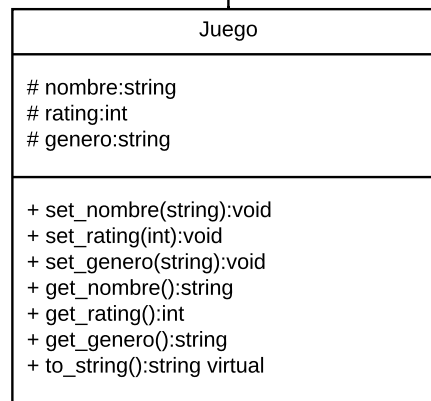 Juego
# nombre:string
# rating:int
# genero:string
+ set_nombre(string):void
+ set_rating(int):void
+ set_genero(string):void
+ get_nombre():string
+ get_rating():int
+ get_genero():string
+ to_string():string virtual